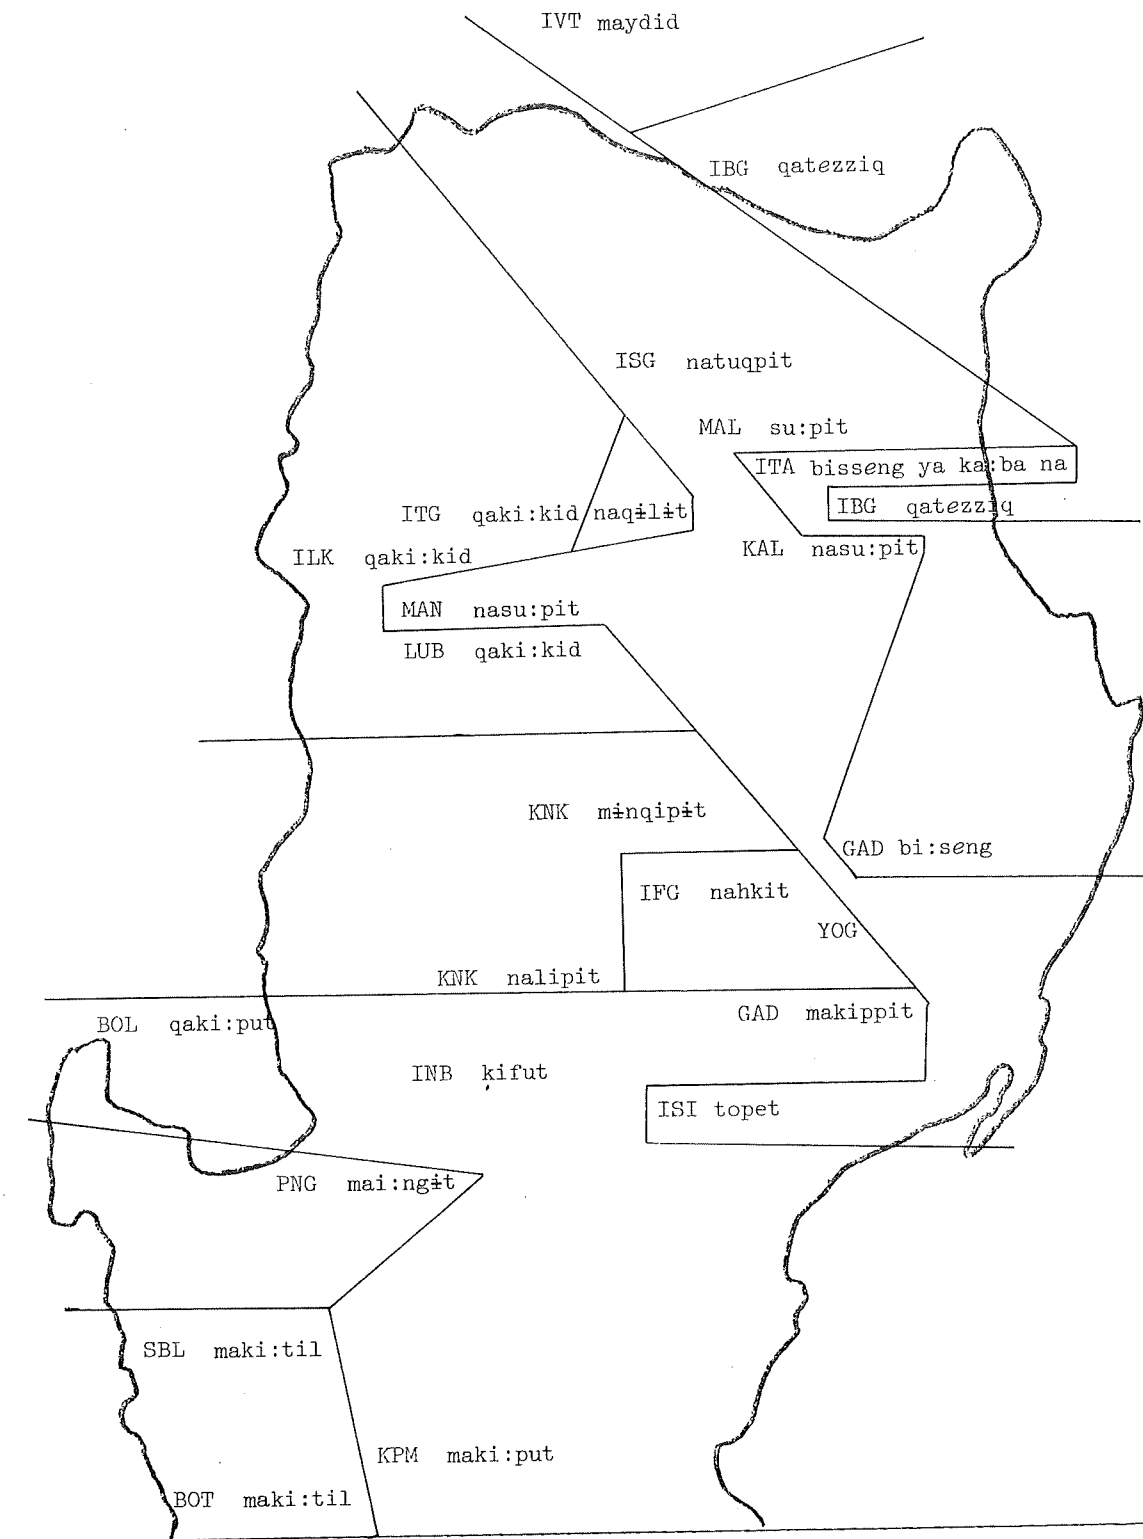 IVT maydid
IBG qatezziq
ISG natuqpit
MAL su:pit
ITA bisseng ya ka:ba na
IBG qatezziq
ITG qaki:kid naqɨlɨt
KAL nasu:pit
ILK qaki:kid
MAN nasu:pit
LUB qaki:kid
KNK mɨnqipɨt
GAD bi:seng
IFG nahkit
YOG
KNK nalipit
GAD makippit
BOL qaki:put
INB ḳifut
ISI topet
PNG mai:ngɨt
SBL maki:til
KPM maki:put
BOT maki:til